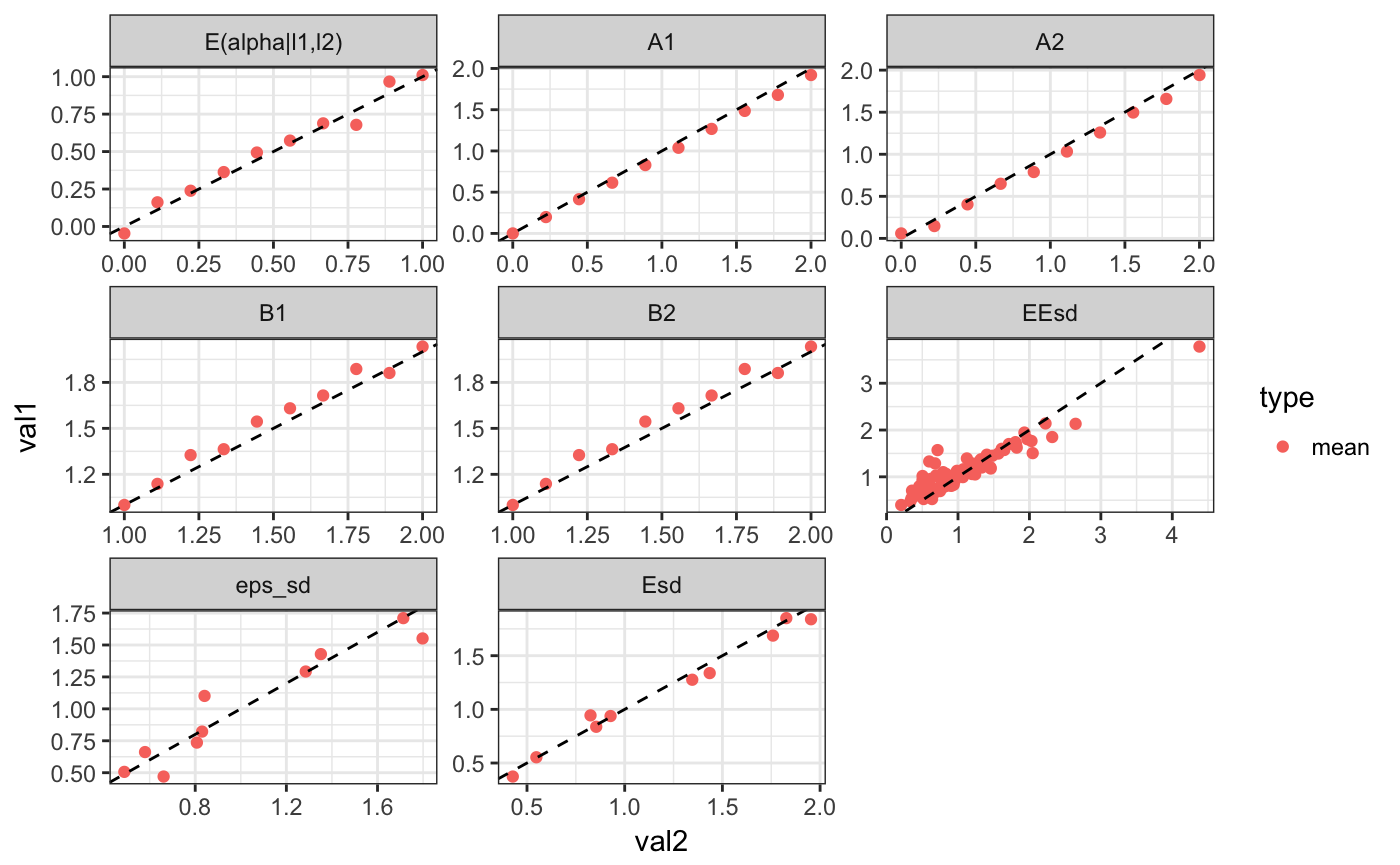 E(alpha|l1,l2) A1 A2
1.00 0.75 0.50 0.25 0.00
2.0 1.5 1.0 0.5 0.0
2.0 1.5 1.0 0.5 0.0
0.00 0.25 0.50 0.75 1.00 0.0 0.5 1.0 1.5 2.0 0.0 0.5 1.0 1.5 2.0
B1 B2 EEsd
1.8 1.5 1.2
1.8 1.5 1.2
3 2 1
1.00 1.25 1.50 1.75 2.00 1.00 1.25 1.50 1.75 2.00 0 1 2 3 4
eps_sd Esd
1.75 1.50 1.25 1.00 0.75 0.50
1.5 1.0 0.5
0.8 1.2 1.6 0.5 1.0 1.5 2.0
val1
val2
type
mean